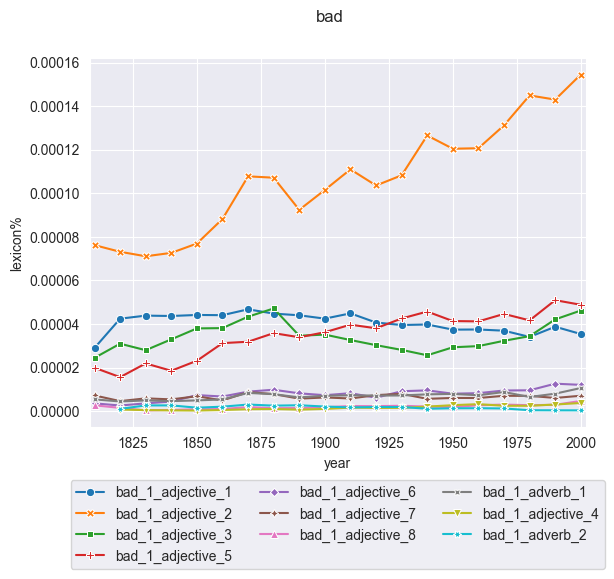 bad
0.00016
0.00014
0.00012
0.00010
0.00008
0.00006
0.00004
0.00002
0.00000
lexicon%
1825 1850 1875 1900 1925 1950 1975 2000
year
bad_1_adjective_1 bad_1_adjective_6 bad_1_adverb_1
bad_1_adjective_2 bad_1_adjective_7 bad_1_adjective_4
bad_1_adjective_3 bad_1_adjective_8 bad_1_adverb_2
bad_1_adjective_5